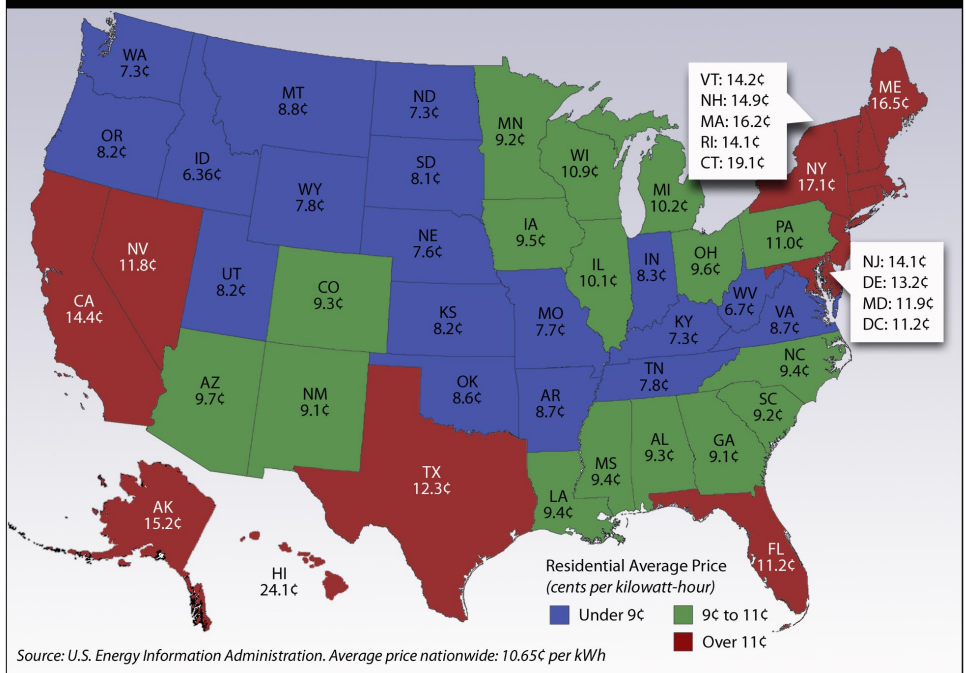 WA
7.3¢
MT
8.8¢
ND
7.3¢
MN
9.2¢
VT: 14.2¢
NH: 14.9¢
MA: 16.2¢
RI: 14.1¢
CT: 19.1¢
ME
16.5¢
OR
8.2¢
ID
6.36¢
WY
7.8¢
SD
8.1¢
WI
10.9¢
MI
10.2¢
NY
17.1¢
NV
11.8¢
UT
8.2¢
CO
9.3¢
NE
7.6¢
IA
9.5¢
IL
10.1¢
IN
8.3¢
OH
9.6¢
PA
11.0¢
NJ: 14.1¢
DE: 13.2¢
MD: 11.9¢
DC: 11.2¢
CA
14.4¢
KS
8.2¢
MO
7.7¢
KY
7.3¢
WV
6.7¢
VA
8.7¢
AZ
9.7¢
NM
9.1¢
OK
8.6¢
AR
8.7¢
TN
7.8¢
NC
9.4¢
SC
9.2¢
TX
12.3¢
LA
9.4¢
MS
9.4¢
AL
9.3¢
GA
9.1¢
FL
11.2¢
AK
15.2¢
HI
24.1¢
Residential Average Price
(cents per kilowatt-hour)
Under 9¢
9¢ to 11¢
Over 11¢
Source: U.S. Energy Information Administration. Average price nationwide: 10.65¢ per kWh